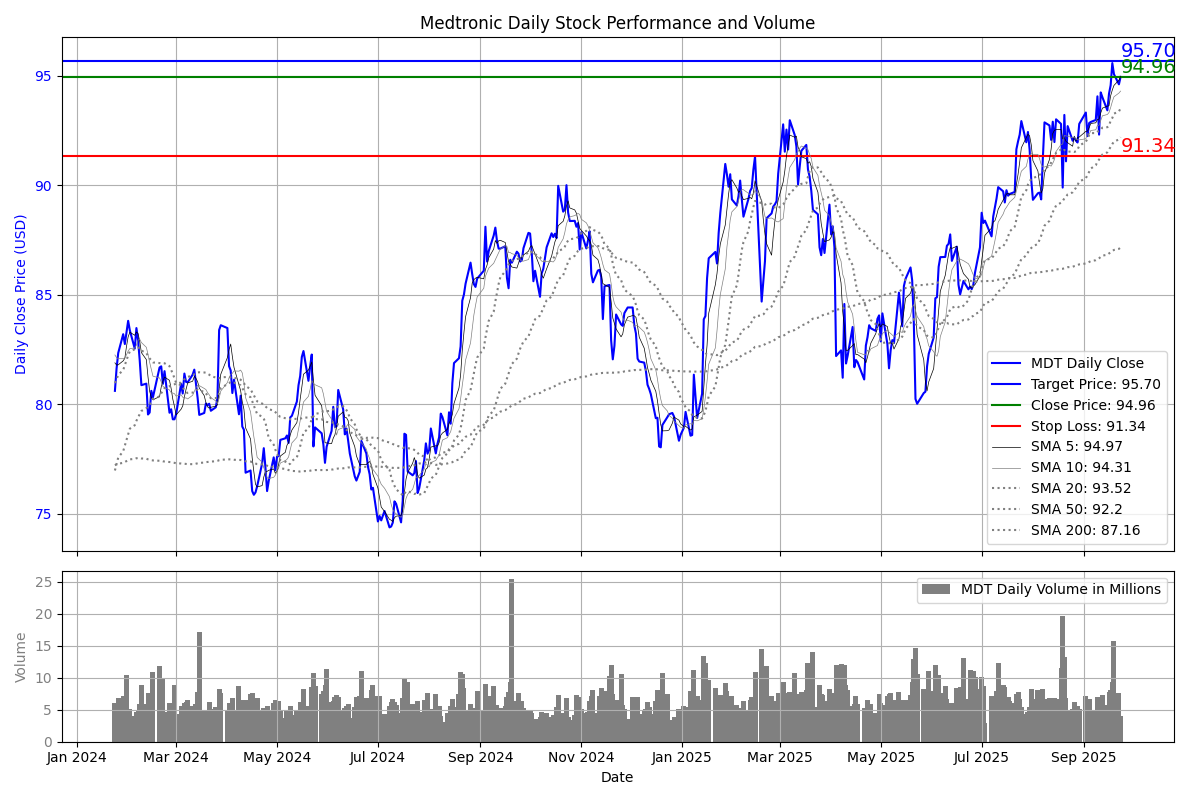 Medtronic Daily Stock Performance and Volume
95.70
94.96
91.34
95
90
85
80
75
Daily Close Price (USD)
MDT Daily Close
Target Price: 95.70
Close Price: 94.96
Stop Loss: 91.34
SMA 5: 94.97
SMA 10: 94.31
SMA 20: 93.52
SMA 50: 92.2
SMA 200: 87.16
25
20
15
10
5
0
Volume
MDT Daily Volume in Millions
Jan 2024 Mar 2024 May 2024 Jul 2024 Sep 2024 Nov 2024 Jan 2025 Mar 2025 May 2025 Jul 2025 Sep 2025
Date